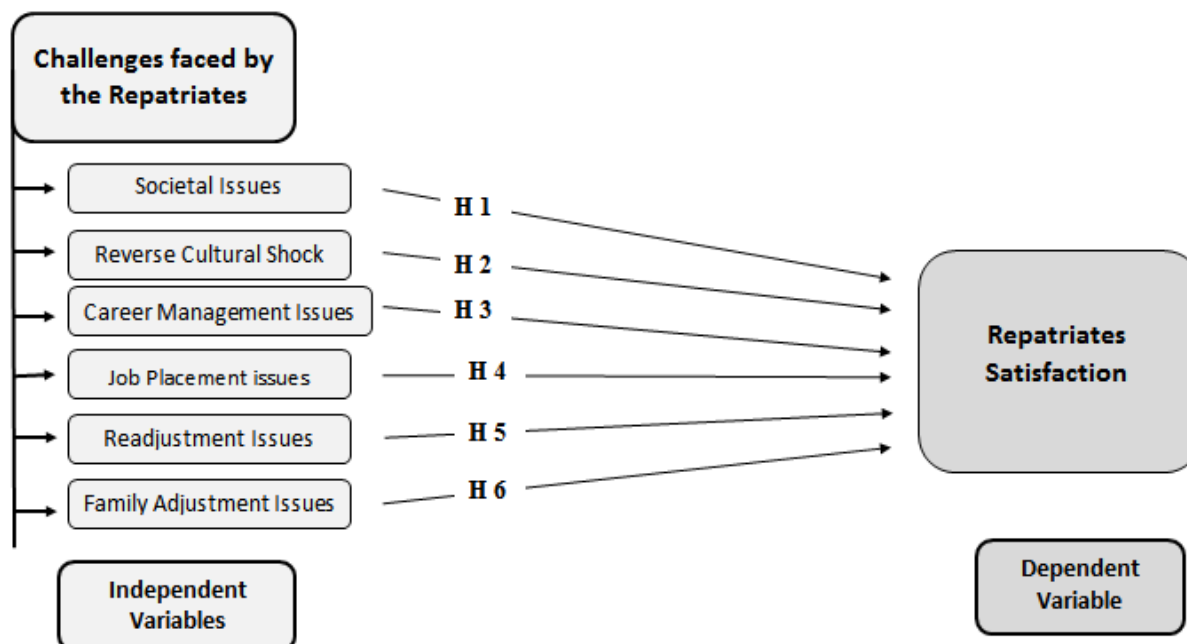 Challenges faced by
the Repatriates
Societal Issues
H 1
Reverse Cultural Shock
H 2
Career Management Issues
H 3
Job Placement issues
H 4
Readjustment Issues
H 5
Family Adjustment Issues
H 6
Repatriates
Satisfaction
Independent
Variables
Dependent
Variable